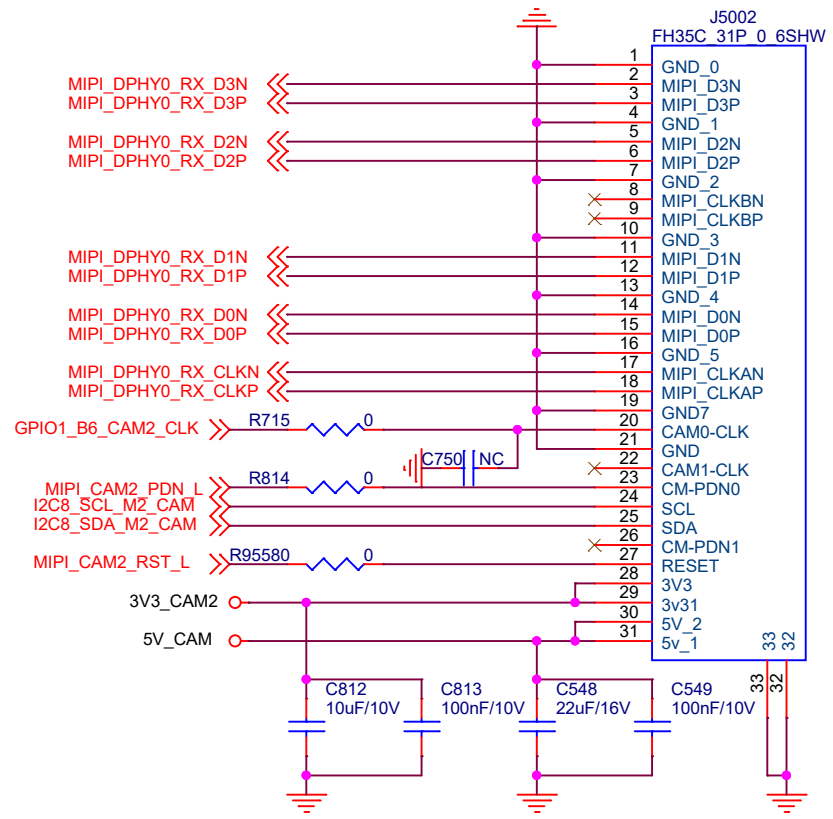 J5002
FH35C_31P_0_6SHW
1 GND_0
MIPI_DPHY0_RX_D3N 2 MIPI_D3N
MIPI_DPHY0_RX_D3P 3 MIPI_D3P
4 GND_1
MIPI_DPHY0_RX_D2N 5 MIPI_D2N
MIPI_DPHY0_RX_D2P 6 MIPI_D2P
7 GND_2
8 MIPI_CLKBN
9 MIPI_CLKBP
10 GND_3
MIPI_DPHY0_RX_D1N 11 MIPI_D1N
MIPI_DPHY0_RX_D1P 12 MIPI_D1P
13 GND_4
MIPI_DPHY0_RX_D0N 14 MIPI_D0N
MIPI_DPHY0_RX_D0P 15 MIPI_D0P
16 GND_5
MIPI_DPHY0_RX_CLKN 17 MIPI_CLKAN
MIPI_DPHY0_RX_CLKP 18 MIPI_CLKAP
19 GND7
GPIO1_B6_CAM2_CLK R715 0 20 CAM0-CLK
21 GND
C750 NC 22 CAM1-CLK
MIPI_CAM2_PDN_L R814 0 23 CM-PDN0
I2C8_SCL_M2_CAM 24 SCL
I2C8_SDA_M2_CAM 25 SDA
26 CM-PDN1
MIPI_CAM2_RST_L R95580 0 27 RESET
28 3V3
3V3_CAM2 29 3v31
30 5V_2
5V_CAM 31 5v_1
33 32
33 32
C812 C813 C548 C549
10uF/10V 100nF/10V 22uF/16V 100nF/10V